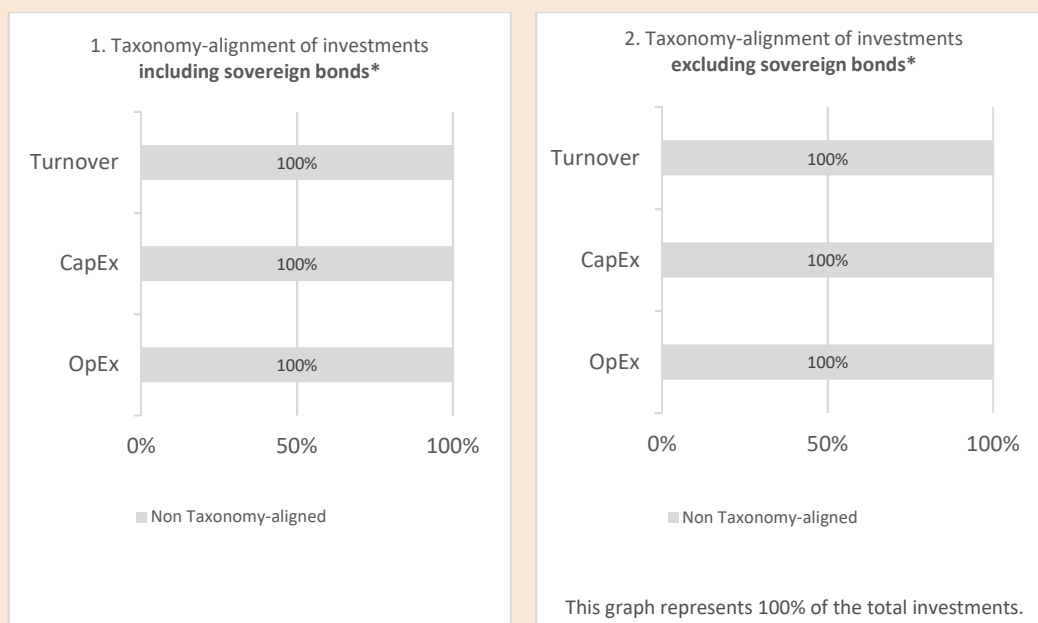 1. Taxonomy-alignment of investments
including sovereign bonds*
Turnover
100%
CapEx
100%
OpEx
100%
0%
50%
100%
Non Taxonomy-aligned
2. Taxonomy-alignment of investments
excluding sovereign bonds*
Turnover
100%
CapEx
100%
OpEx
100%
0%
50%
100%
Non Taxonomy-aligned
This graph represents 100% of the total investments.